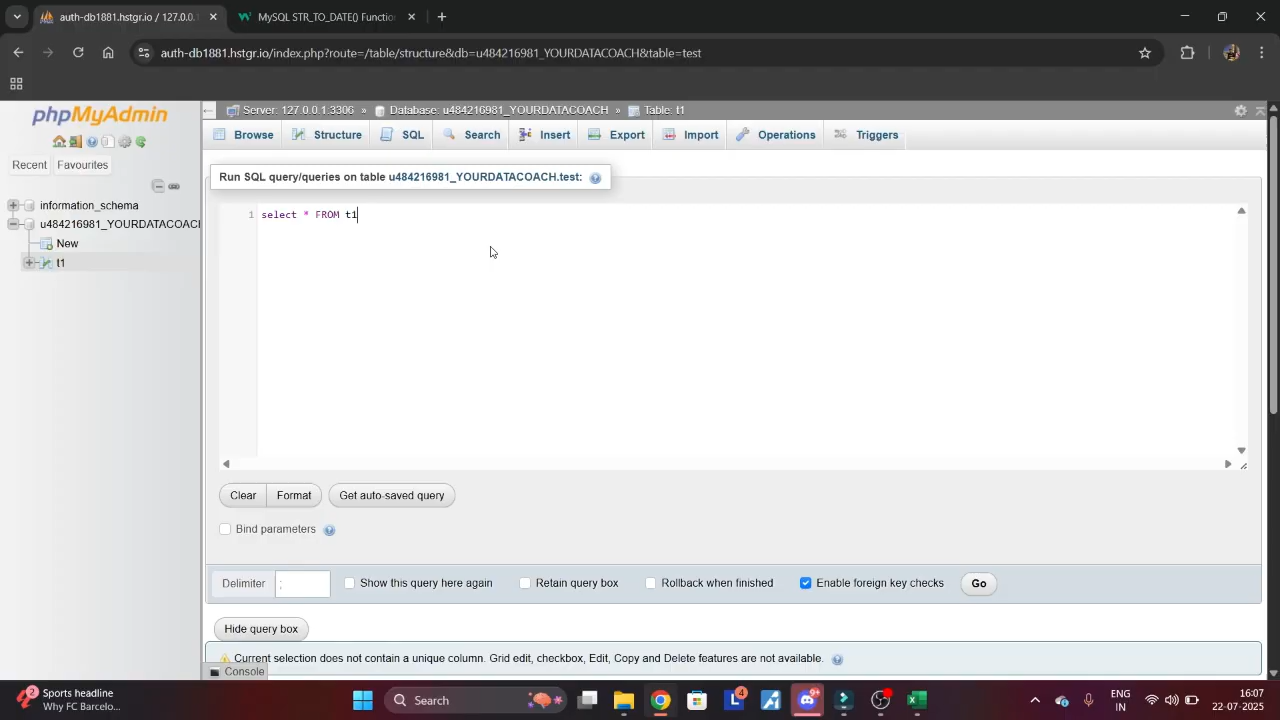 auth-db1881.hstgr.io / 127.0.0.
MySQL STR_TO_DATE() Function
auth-db1881.hstgr.io/index.php?route=/table/structure&db=u484216981_YOURDATACOACH&table=test
phpMyAdmin
Recent
Favourites
information_schema
u484216981_YOURDATACOACH
New
t1
Server: 127.0.0.1:3306 »
Database: u484216981_YOURDATACOACH »
Table: t1
Browse
Structure
SQL
Search
Insert
Export
Import
Operations
Triggers
Run SQL query/queries on table u484216981_YOURDATACOACH.test:
1 select * FROM t1
Clear
Format
Get auto-saved query
Bind parameters
Delimiter ;
Show this query here again
Retain query box
Rollback when finished
Enable foreign key checks
Go
Hide query box
Current selection does not contain a unique column. Grid edit, checkbox, Edit, Copy and Delete features are not available.
Console
2
Sports headline
Why FC Barcelo...
Search
L 4
9+
ENG
IN
16:07
22-07-2025